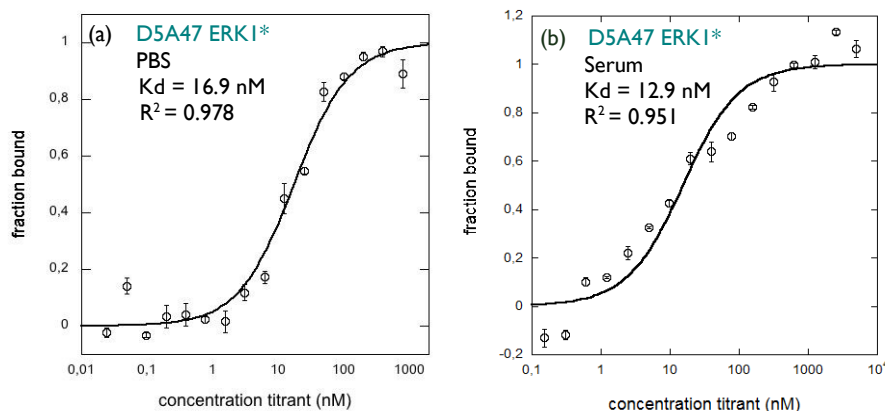 (a) D5A47 ERK1*
PBS
Kd = 16.9 nM
R² = 0.978
fraction bound
1
0,8
0,6
0,4
0,2
0
0,01 0,1 1 10 100 1000
concentration titrant (nM)
(b) D5A47 ERK1*
Serum
Kd = 12.9 nM
R² = 0.951
fraction bound
1,2
1
0,8
0,6
0,4
0,2
0
-0,2
0,1 1 10 100 1000 10⁴
concentration titrant (nM)